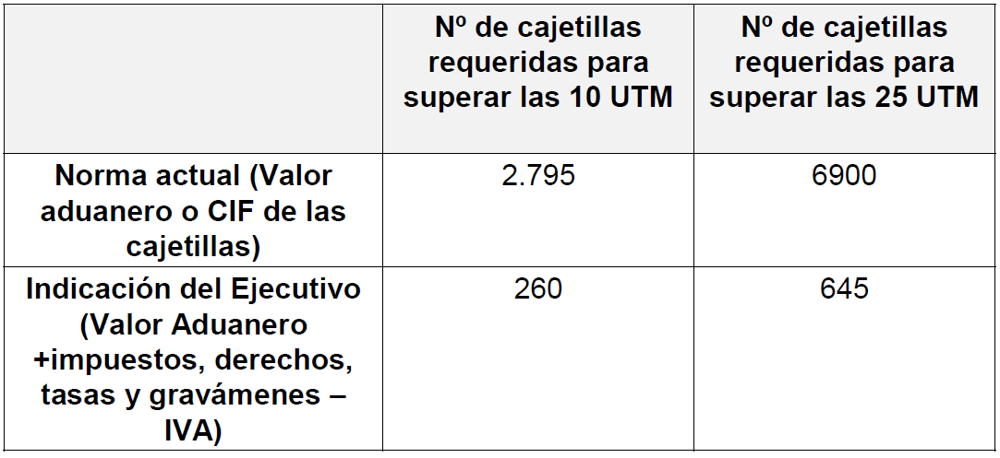 Nº de cajetillas
requeridas para
superar las 10 UTM
Nº de cajetillas
requeridas para
superar las 25 UTM
Norma actual (Valor
aduanero o CIF de las
cajetillas)
2.795
6900
Indicación del Ejecutivo
(Valor Aduanero
+impuestos, derechos,
tasas y gravámenes –
IVA)
260
645